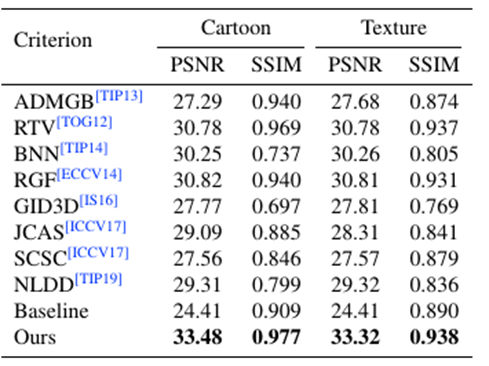 Criterion Cartoon Texture
PSNR SSIM PSNR SSIM
ADMGB[TIP13] 27.29 0.940 27.68 0.874
RTV[TOG12] 30.78 0.969 30.78 0.937
BNN[TIP14] 30.25 0.737 30.26 0.805
RGF[ECCV14] 30.82 0.940 30.81 0.931
GID3D[IS16] 27.77 0.697 27.81 0.769
JCAS[ICCV17] 29.09 0.885 28.31 0.841
SCSC[ICCV17] 27.56 0.846 27.57 0.879
NLDD[TIP19] 29.31 0.799 29.32 0.836
Baseline 24.41 0.909 24.41 0.890
Ours 33.48 0.977 33.32 0.938